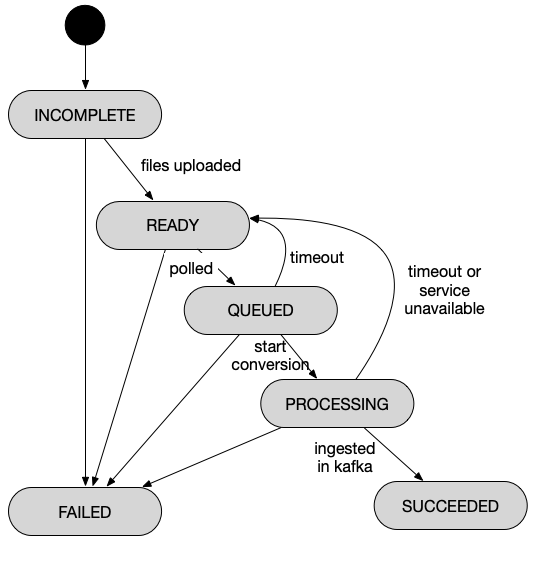 INCOMPLETE
files uploaded
READY
polled
timeout
timeout or
service
unavailable
QUEUED
start
conversion
PROCESSING
ingested
in kafka
FAILED
SUCCEEDED